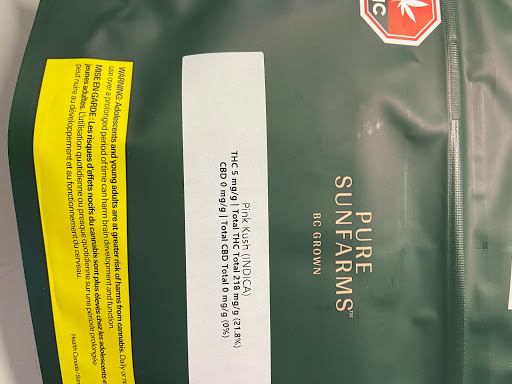 THC
PURE
SUNFARMS™
BC GROWN
Pink Kush (INDICA)
THC 5 mg/g | Total THC Total 218 mg/g (21.8%)
CBD 0 mg/g | Total CBD Total 0 mg/g (0%)
WARNING: Adolescents and young adults are at greater risk of harms from cannabis. Daily or
use over a prolonged period of time can harm brain development and function.
MISE EN GARDE : Les risques d'effets nocifs du cannabis sont plus élevés chez les adolescents
jeunes adultes. L'utilisation quotidienne ou presque quotidienne sur une période prolongée
peut nuire au développement et au fonctionnement du cerveau.
Health Canada